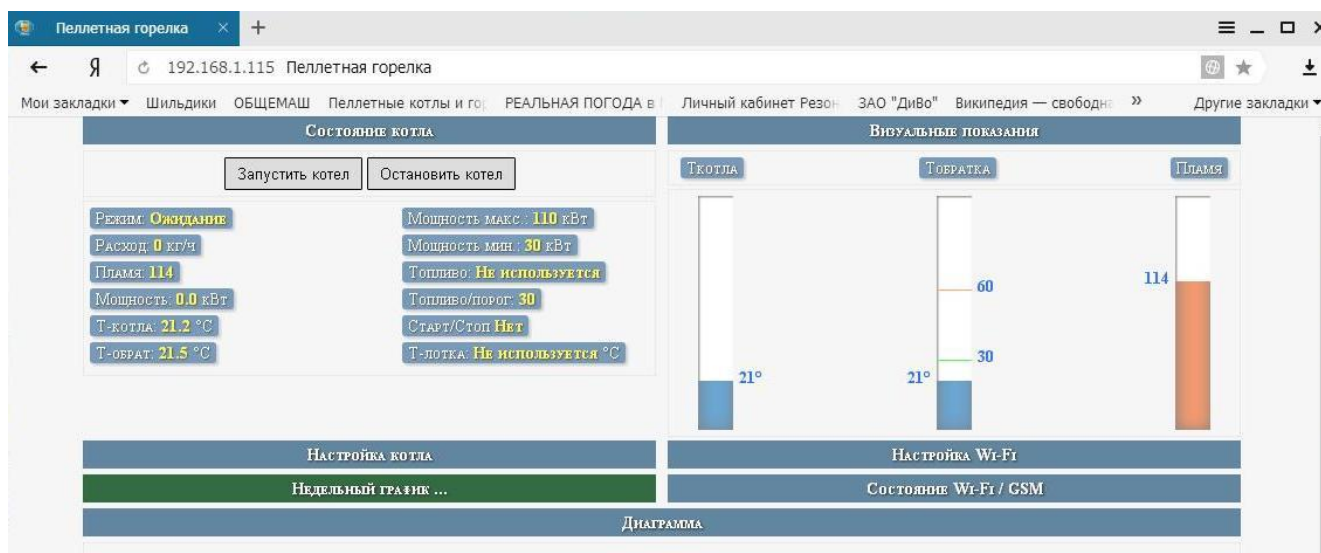 Пеллетная горелка
192.168.1.115 Пеллетная горелка
Мои закладки Шильдики ОБЩЕМАШ Пеллетные котлы и го РЕАЛЬНАЯ ПОГОДА в Личный кабинет Резон ЗАО "ДиВо" Википедия — свободн » Другие закладки
Состояние котла
Запустить котел Остановить котел
Режим: Ожидание
Расход: 0 кг/ч
Пламя: 114
Мощность: 0.0 кВт
Т-котла: 21.2 °C
Т-обрат: 21.5 °C
Мощность макс.: 110 кВт
Мощность мин.: 30 кВт
Топливо: Не используется
Топливо/порог: 30
Старт/Стоп Нет
Т-лотка: Не используется °C
Визуальные показания
Ткотла Тобратка Пламя
60
114
30
21° 21°
Настройка котла Настройка Wi-Fi
Недельный график ... Состояние Wi-Fi / GSM
Диаграмма